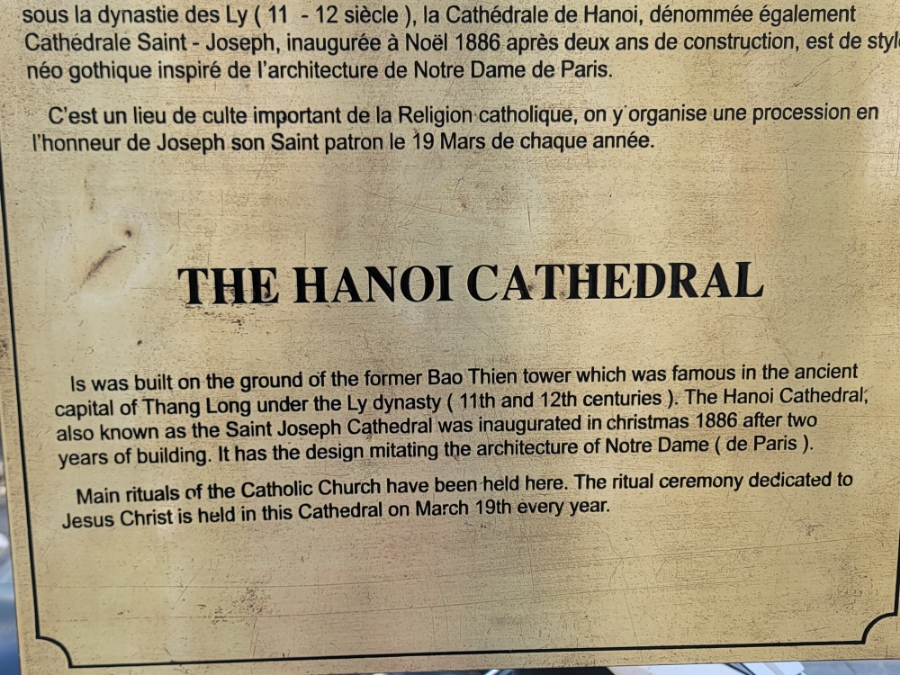 sous la dynastie des Ly ( 11 - 12 siècle ), la Cathédrale de Hanoi, dénommée également
Cathédrale Saint - Joseph, inaugurée à Noël 1886 après deux ans de construction, est de style
néo gothique inspiré de l'architecture de Notre Dame de Paris.
C'est un lieu de culte important de la Religion catholique, on y organise une procession en
l'honneur de Joseph son Saint patron le 19 Mars de chaque année.
THE HANOI CATHEDRAL
Is was built on the ground of the former Bao Thien tower which was famous in the ancient
capital of Thang Long under the Ly dynasty ( 11th and 12th centuries ). The Hanoi Cathedral,
also known as the Saint Joseph Cathedral was inaugurated in christmas 1886 after two
years of building. It has the design mitating the architecture of Notre Dame ( de Paris ).
Main rituals of the Catholic Church have been held here. The ritual ceremony dedicated to
Jesus Christ is held in this Cathedral on March 19th every year.